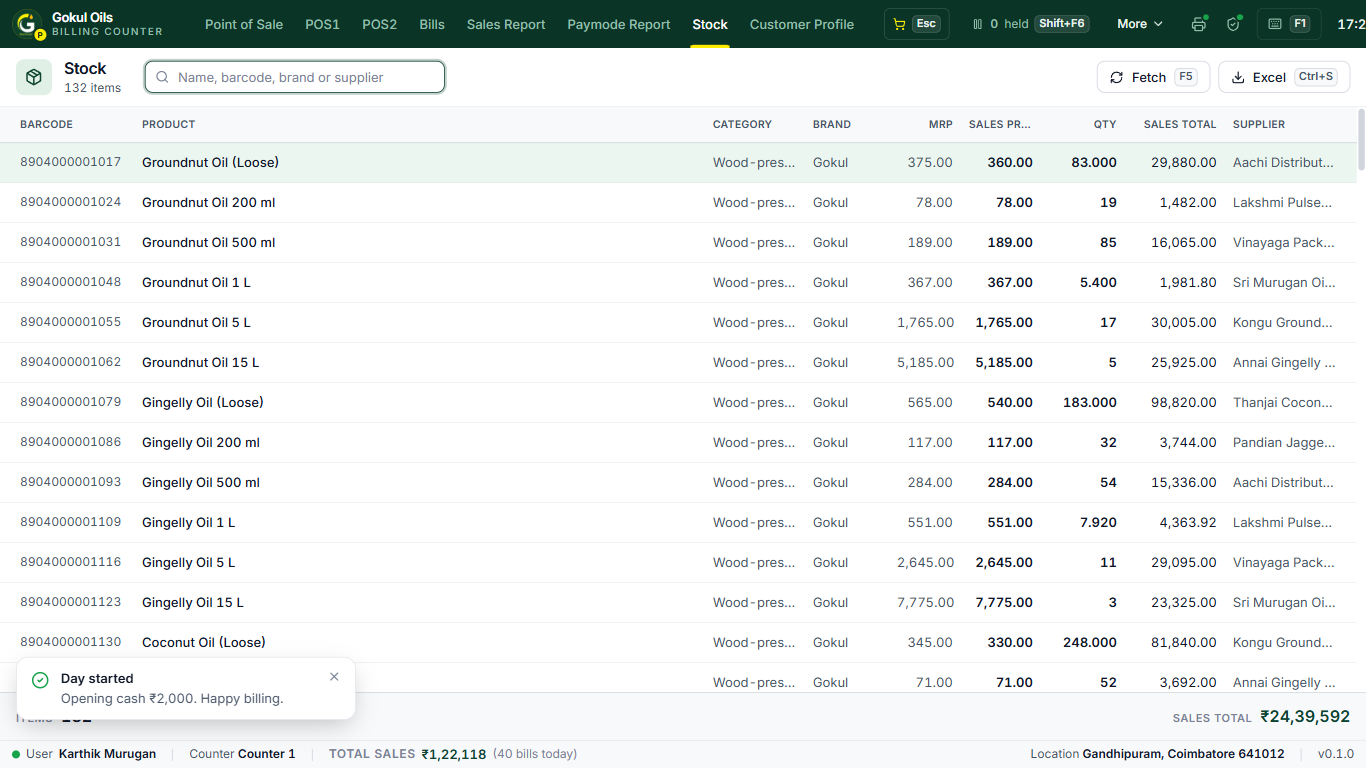 Gokul Oils
BILLING COUNTER
Point of Sale POS1 POS2 Bills Sales Report Paymode Report Stock Customer Profile Esc 0 held Shift+F6 More F1 17:2
Stock
132 items
Name, barcode, brand or supplier
Fetch F5 Excel Ctrl+S
BARCODE PRODUCT CATEGORY BRAND MRP SALES PR... QTY SALES TOTAL SUPPLIER
8904000001017 Groundnut Oil (Loose) Wood-pres... Gokul 375.00 360.00 83.000 29,880.00 Aachi Distribut...
8904000001024 Groundnut Oil 200 ml Wood-pres... Gokul 78.00 78.00 19 1,482.00 Lakshmi Pulse...
8904000001031 Groundnut Oil 500 ml Wood-pres... Gokul 189.00 189.00 85 16,065.00 Vinayaga Pack...
8904000001048 Groundnut Oil 1 L Wood-pres... Gokul 367.00 367.00 5.400 1,981.80 Sri Murugan Oi...
8904000001055 Groundnut Oil 5 L Wood-pres... Gokul 1,765.00 1,765.00 17 30,005.00 Kongu Ground...
8904000001062 Groundnut Oil 15 L Wood-pres... Gokul 5,185.00 5,185.00 5 25,925.00 Annai Gingelly ...
8904000001079 Gingelly Oil (Loose) Wood-pres... Gokul 565.00 540.00 183.000 98,820.00 Thanjai Cocon...
8904000001086 Gingelly Oil 200 ml Wood-pres... Gokul 117.00 117.00 32 3,744.00 Pandian Jagge...
8904000001093 Gingelly Oil 500 ml Wood-pres... Gokul 284.00 284.00 54 15,336.00 Aachi Distribut...
8904000001109 Gingelly Oil 1 L Wood-pres... Gokul 551.00 551.00 7.920 4,363.92 Lakshmi Pulse...
8904000001116 Gingelly Oil 5 L Wood-pres... Gokul 2,645.00 2,645.00 11 29,095.00 Vinayaga Pack...
8904000001123 Gingelly Oil 15 L Wood-pres... Gokul 7,775.00 7,775.00 3 23,325.00 Sri Murugan Oi...
8904000001130 Coconut Oil (Loose) Wood-pres... Gokul 345.00 330.00 248.000 81,840.00 Kongu Ground...
Wood-pres... Gokul 71.00 71.00 52 3,692.00 Annai Gingelly ...
Day started
Opening cash ₹2,000. Happy billing.
SALES TOTAL ₹24,39,592
User Karthik Murugan Counter Counter 1 TOTAL SALES ₹1,22,118 (40 bills today) Location Gandhipuram, Coimbatore 641012 v0.1.0